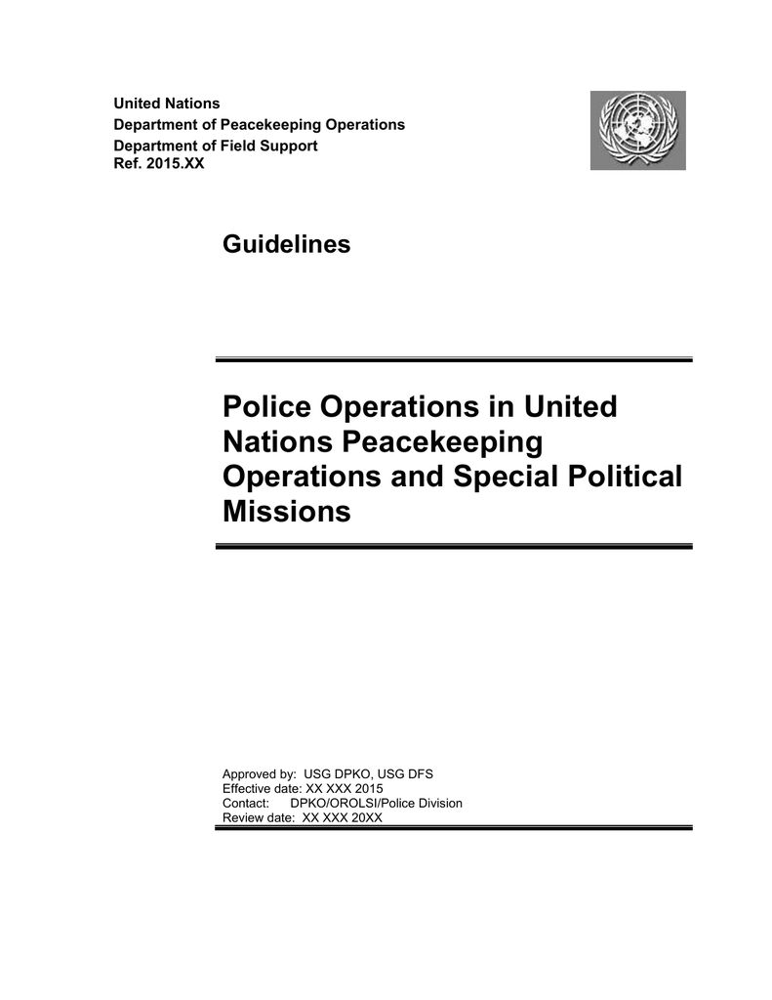 United Nations
Department of Peacekeeping Operations
Department of Field Support
Ref. 2015.XX
Guidelines
Police Operations in United
Nations Peacekeeping
Operations and Special Political
Missions
Approved by: USG DPKO, USG DFS
Effective date: XX XXX 2015
Contact: DPKO/OROLSI/Police Division
Review date: XX XXX 20XX